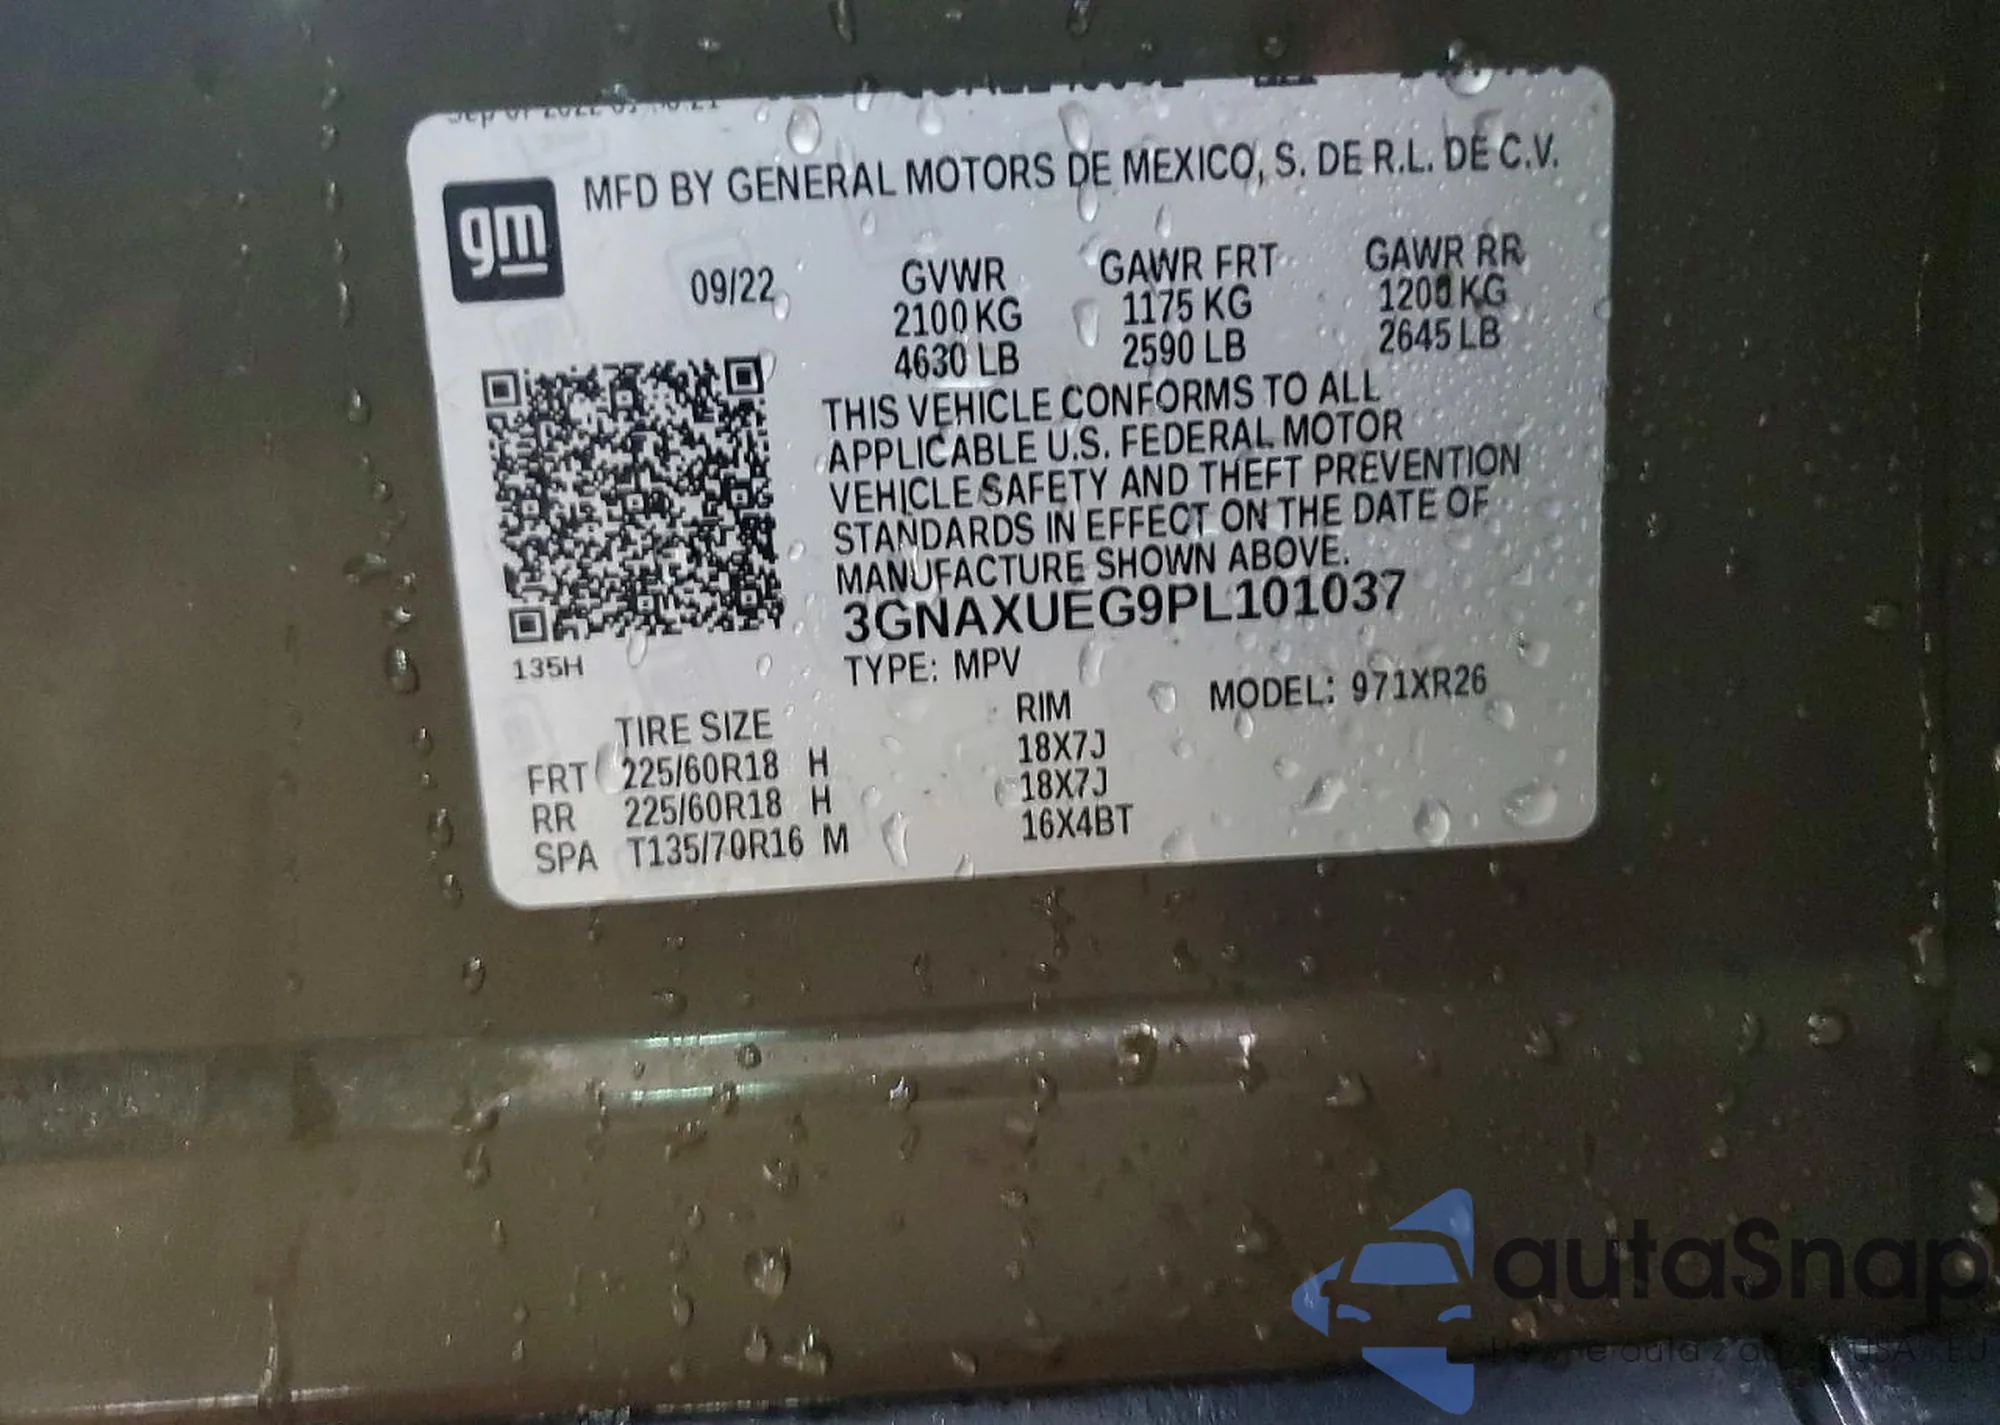 MFD BY GENERAL MOTORS DE MEXICO, S. DE R.L. DE C.V.
gm
09/22 GVWR GAWR FRT GAWR RR
2100 KG 1175 KG 1200 KG
4630 LB 2590 LB 2645 LB
THIS VEHICLE CONFORMS TO ALL
APPLICABLE U.S. FEDERAL MOTOR
VEHICLE SAFETY AND THEFT PREVENTION
STANDARDS IN EFFECT ON THE DATE OF
MANUFACTURE SHOWN ABOVE.
3GNAXUEG9PL101037
135H
TYPE: MPV MODEL: 971XR26
TIRE SIZE RIM
FRT 225/60R18 H 18X7J
RR 225/60R18 H 18X7J
SPA T135/70R16 M 16X4BT
autaSnap